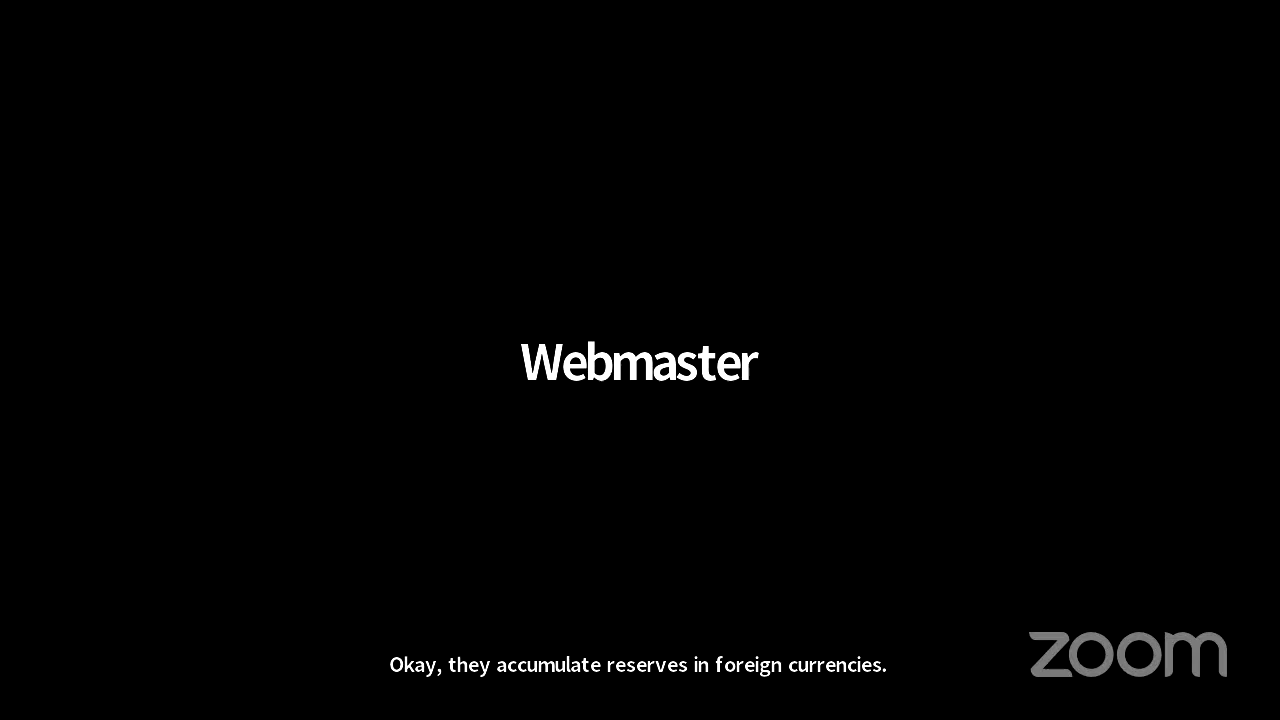 Webmaster
Okay, they accumulate reserves in foreign currencies.
zoom